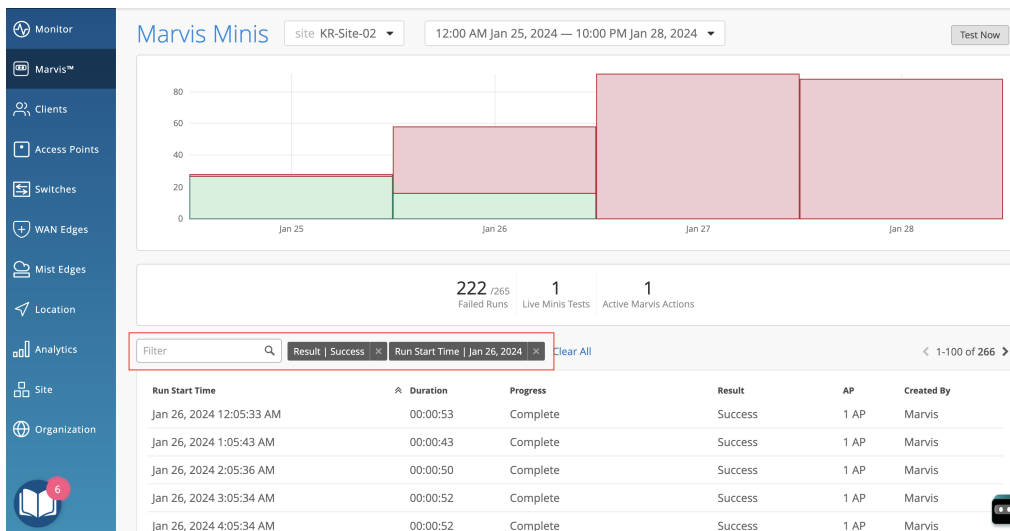 Monitor
Marvis™
Clients
Access Points
Switches
WAN Edges
Mist Edges
Location
Analytics
Site
Organization
6
Marvis Minis
site KR-Site-02
12:00 AM Jan 25, 2024 — 10:00 PM Jan 28, 2024
Test Now
80
60
40
20
0
Jan 25 Jan 26 Jan 27 Jan 28
222 /265 1 1
Failed Runs Live Minis Tests Active Marvis Actions
Filter Result | Success × Run Start Time | Jan 26, 2024 × Clear All 1-100 of 266
Run Start Time Duration Progress Result AP Created By
Jan 26, 2024 12:05:33 AM 00:00:53 Complete Success 1 AP Marvis
Jan 26, 2024 1:05:43 AM 00:00:43 Complete Success 1 AP Marvis
Jan 26, 2024 2:05:36 AM 00:00:50 Complete Success 1 AP Marvis
Jan 26, 2024 3:05:34 AM 00:00:52 Complete Success 1 AP Marvis
Jan 26, 2024 4:05:34 AM 00:00:52 Complete Success 1 AP Marvis